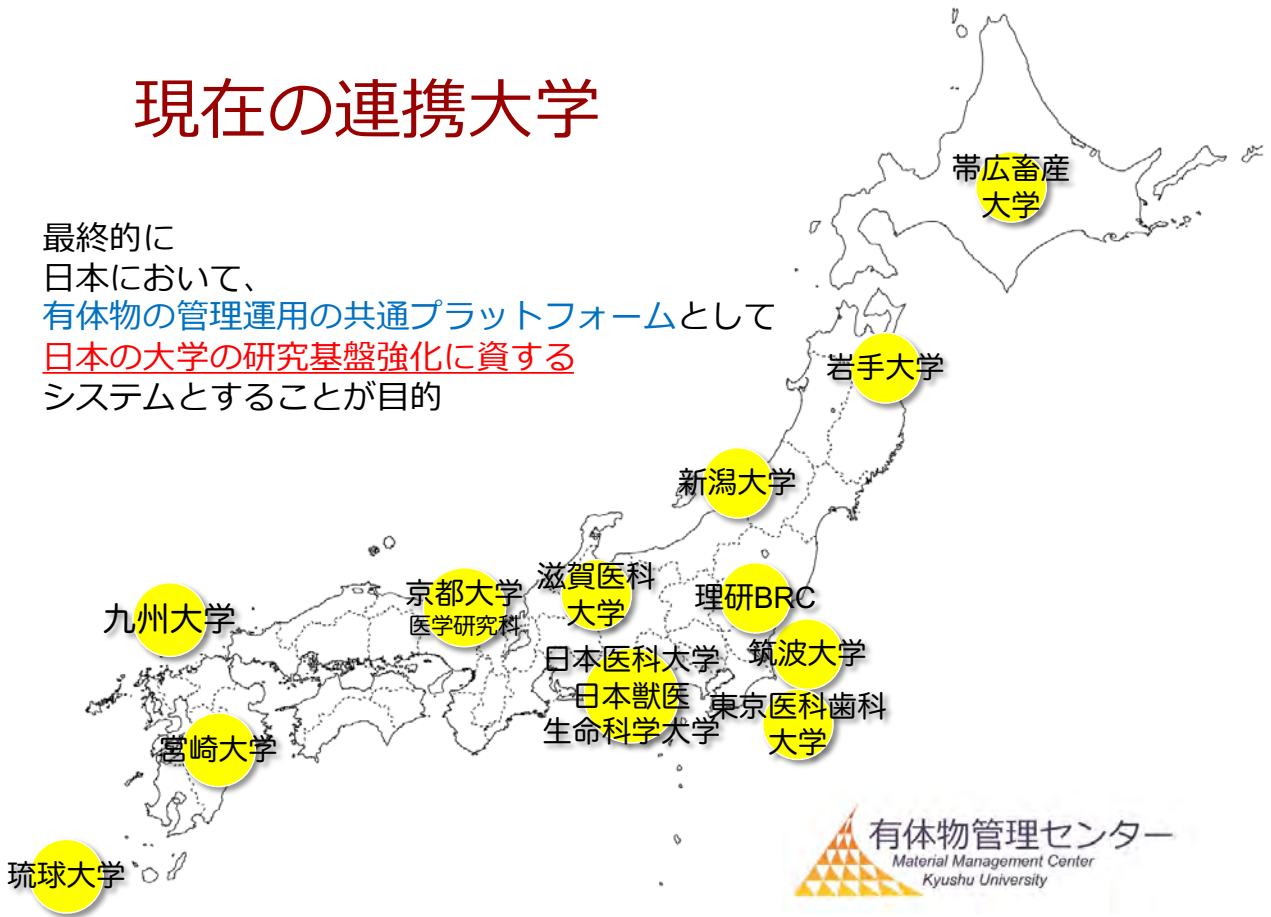 現在の連携大学
最終的に
日本において、
有体物の管理運用の共通プラットフォームとして
日本の大学の研究基盤強化に資する
システムとすることが目的
帯広畜産
大学
岩手大学
新潟大学
滋賀医科
大学
京都大学
医学研究科
理研BRC
九州大学
筑波大学
日本医科大学
日本獣医
生命科学大学
東京医科歯科
大学
宮崎大学
琉球大学
有体物管理センター
Material Management Center
Kyushu University